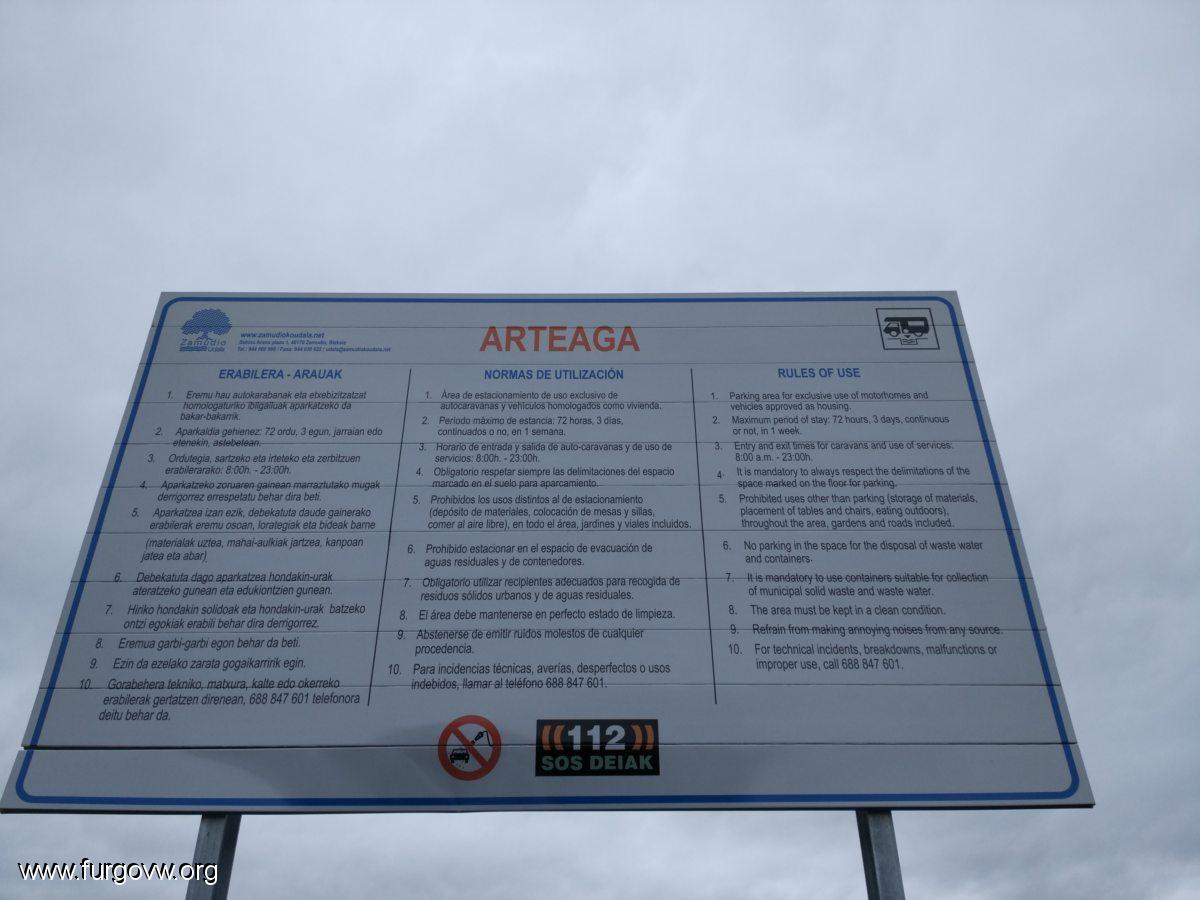 Zamudio
Udala
www.zamudiokoudala.net
Sabino Arana plaza 1, 48170 Zamudio, Bizkaia
ARTEAGA
ERABILERA - ARAUAK
1. Eremu hau autokarabanak eta etxebizitzatzat
homologaturiko ibilgailuak aparkatzeko da
bakar-bakarrik.
2. Aparkaldia gehienez: 72 ordu, 3 egun, jarraian edo
etenekin, astebetean.
3. Ordutegia, sartzeko eta irteteko eta zerbitzuen
erabilerarako: 8:00h. - 23:00h.
4. Aparkatzeko zoruaren gainean marraztutako mugak
derrigorrez errespetatu behar dira beti.
5. Aparkatzea izan ezik, debekatuta daude gainerako
erabilerak eremu osoan, lorategiak eta bideak barne
(materialak uztea, mahai-aulkiak jartzea, kanpoan
jatea eta abar)
6. Debekatuta dago aparkatzea hondakin-urak
ateratzeko gunean eta edukiontzien gunean.
7. Hiriko hondakin solidoak eta hondakin-urak batzeko
ontzi egokiak erabili behar dira derrigorrez.
8. Eremua garbi-garbi egon behar da beti.
9. Ezin da ezelako zarata gogaikarririk egin.
10. Gorabehera tekniko, matxura, kalte edo okerreko
erabilerak gertatzen direnean, 688 847 601 telefonora
deitu behar da.
NORMAS DE UTILIZACIÓN
1. Área de estacionamiento de uso exclusivo de
autocaravanas y vehículos homologados como vivienda.
2. Período máximo de estancia: 72 horas, 3 días,
continuados o no, en 1 semana.
3. Horario de entrada y salida de auto-caravanas y de uso de
servicios: 8:00h. - 23:00h.
4. Obligatorio respetar siempre las delimitaciones del espacio
marcado en el suelo para aparcamiento.
5. Prohibidos los usos distintos al de estacionamiento
(depósito de materiales, colocación de mesas y sillas,
comer al aire libre), en todo el área, jardines y viales incluidos.
6. Prohibido estacionar en el espacio de evacuación de
aguas residuales y de contenedores.
7. Obligatorio utilizar recipientes adecuados para recogida de
residuos sólidos urbanos y de aguas residuales.
8. El área debe mantenerse en perfecto estado de limpieza.
9. Abstenerse de emitir ruidos molestos de cualquier
procedencia.
10. Para incidencias técnicas, averías, desperfectos o usos
indebidos, llamar al teléfono 688 847 601.
RULES OF USE
1. Parking area for exclusive use of motorhomes and
vehicles approved as housing.
2. Maximum period of stay: 72 hours, 3 days, continuous
or not, in 1 week.
3. Entry and exit times for caravans and use of services:
8:00 a.m. - 23:00h.
4. It is mandatory to always respect the delimitations of the
space marked on the floor for parking.
5. Prohibited uses other than parking (storage of materials,
placement of tables and chairs, eating outdoors),
throughout the area, gardens and roads included.
6. No parking in the space for the disposal of waste water
and containers.
7. It is mandatory to use containers suitable for collection
of municipal solid waste and waste water.
8. The area must be kept in a clean condition.
9. Refrain from making annoying noises from any source.
10. For technical incidents, breakdowns, malfunctions or
improper use, call 688 847 601.
112
SOS DEIAK
www.furgovw.org